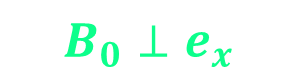 B₀ ⊥ eₓ